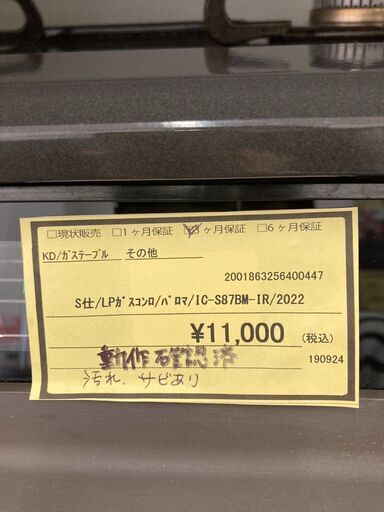 □現状販売 □1ヶ月保証 ☑3ヶ月保証 □6ヶ月保証
KD/ガステーブル その他
2001863256400447
S仕/LPガスコンロ/パロマ/IC-S87BM-IR/2022
¥11,000 (税込)
190924
動作確認済
汚れ、サビあり